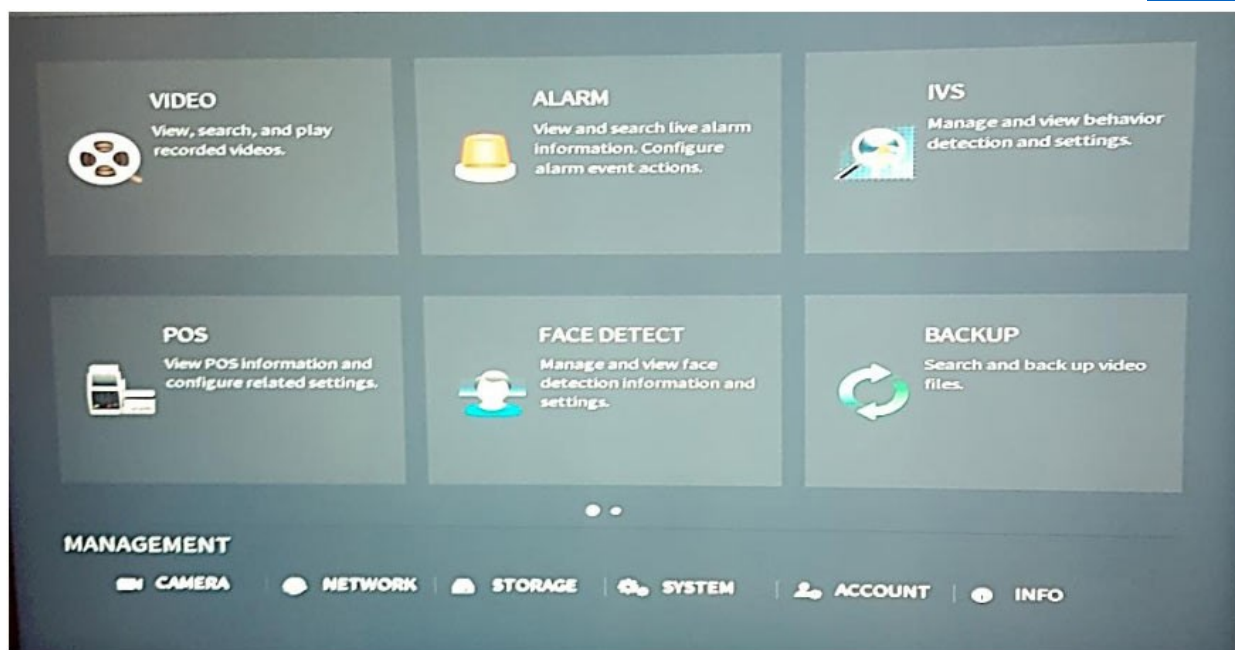 VIDEO
View, search, and play
recorded videos.
ALARM
View and search live alarm
information. Configure
alarm event actions.
IVS
Manage and view behavior
detection and settings.
POS
View POS information and
configure related settings.
FACE DETECT
Manage and view face
detection information and
settings.
BACKUP
Search and back up video
files.
MANAGEMENT
CAMERA
NETWORK
STORAGE
SYSTEM
ACCOUNT
INFO